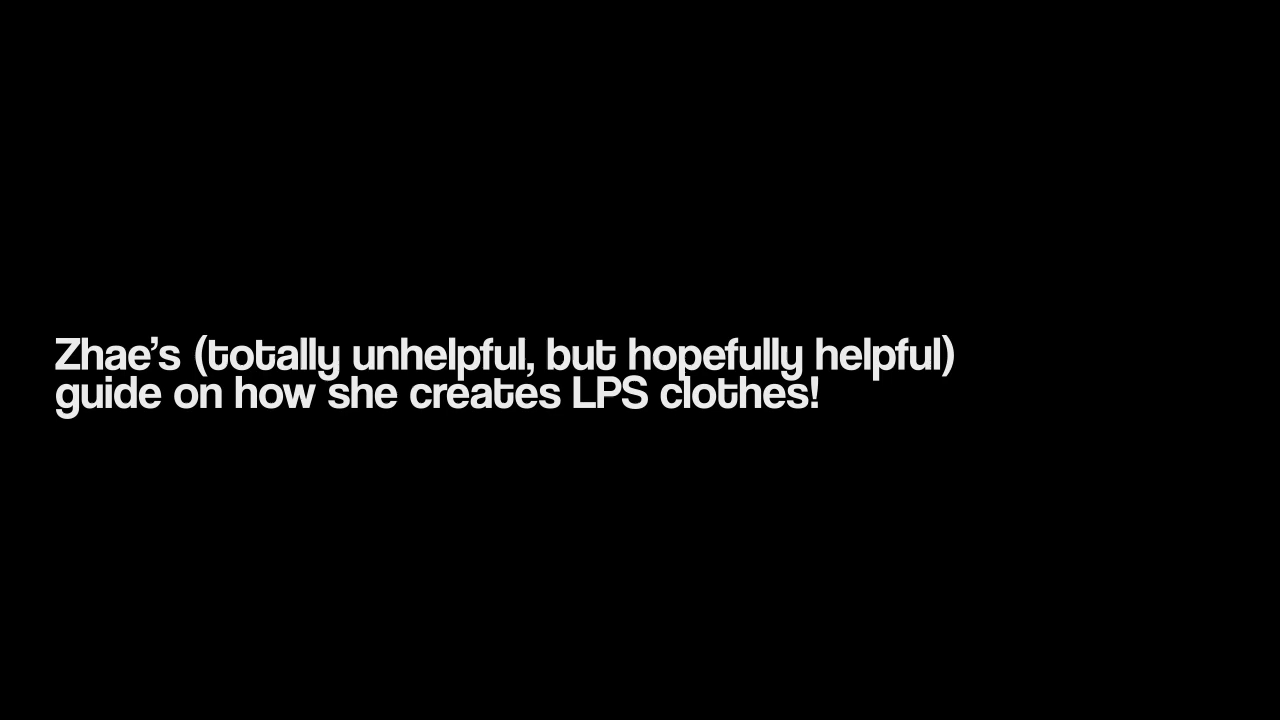 Zhae’s (totally unhelpful, but hopefully helpful)
guide on how she creates LPS clothes!